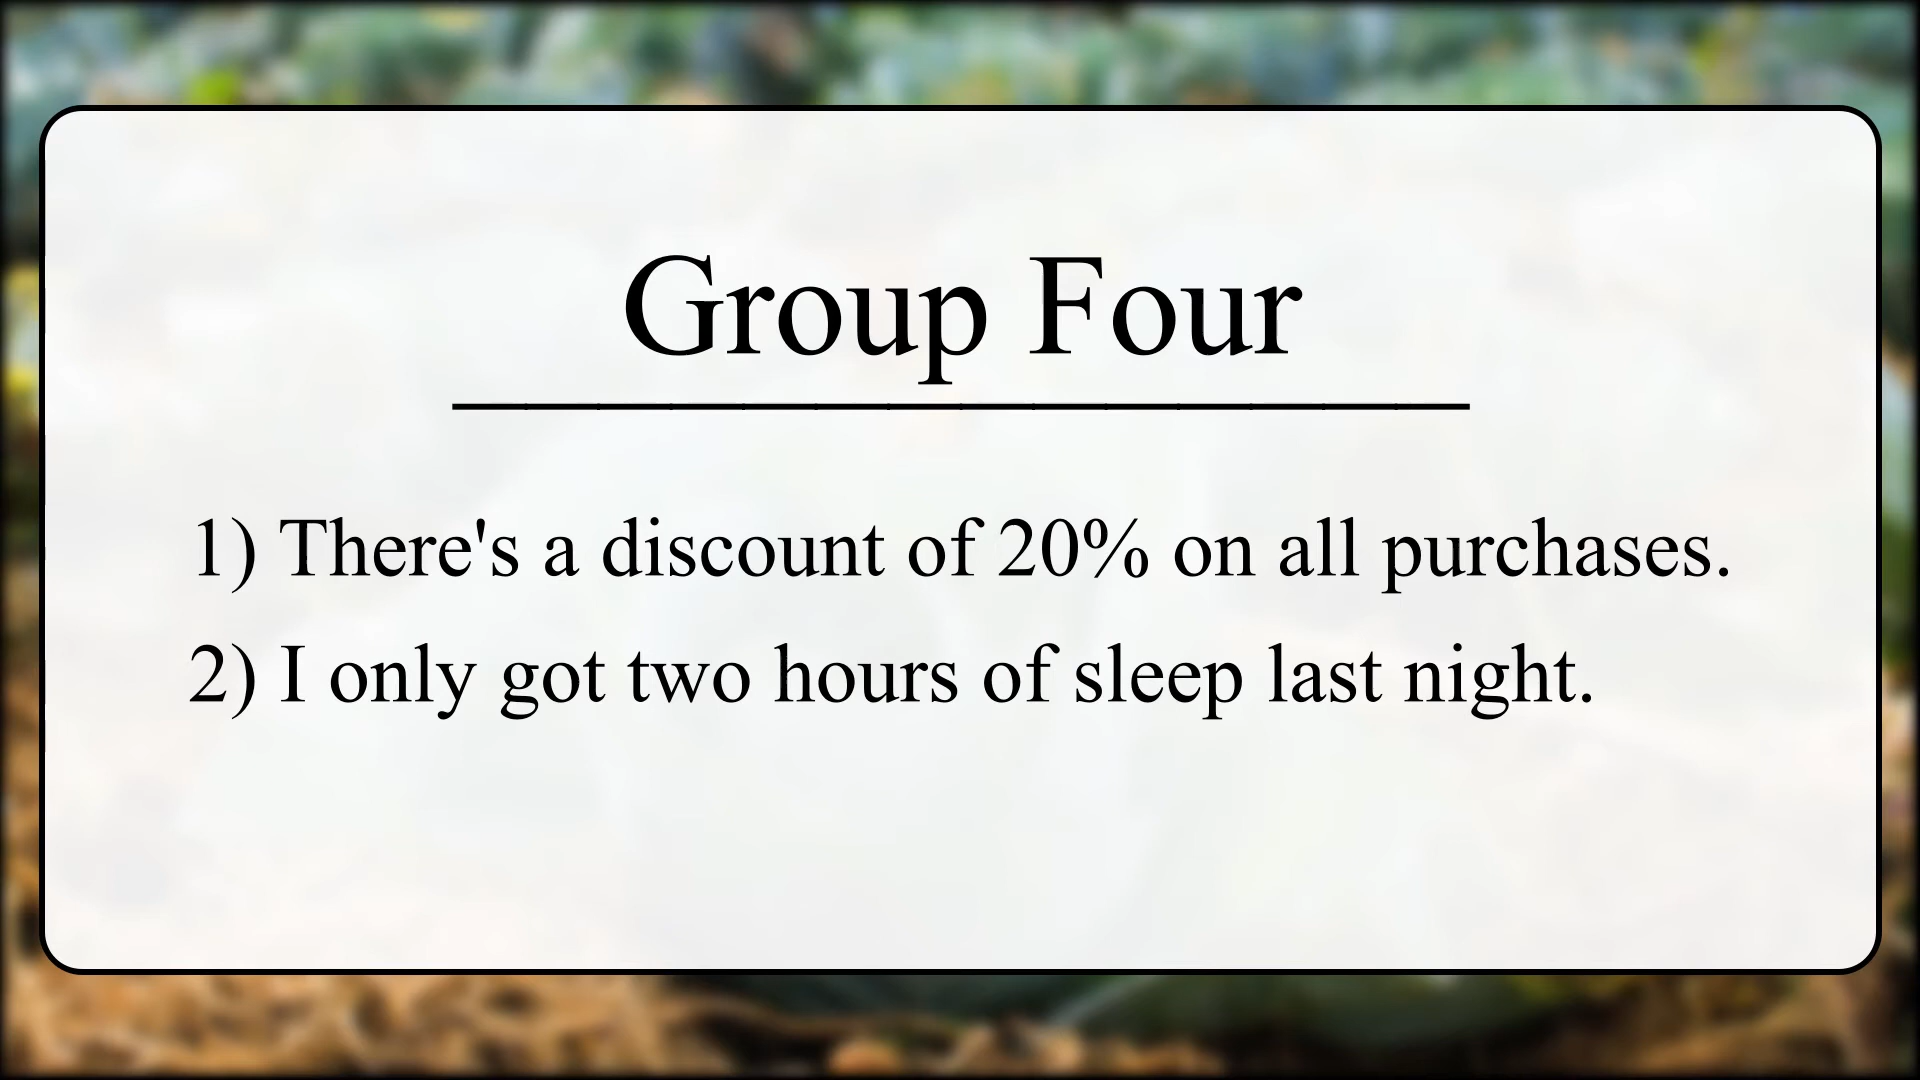 Group Four
1) There's a discount of 20% on all purchases.
2) I only got two hours of sleep last night.